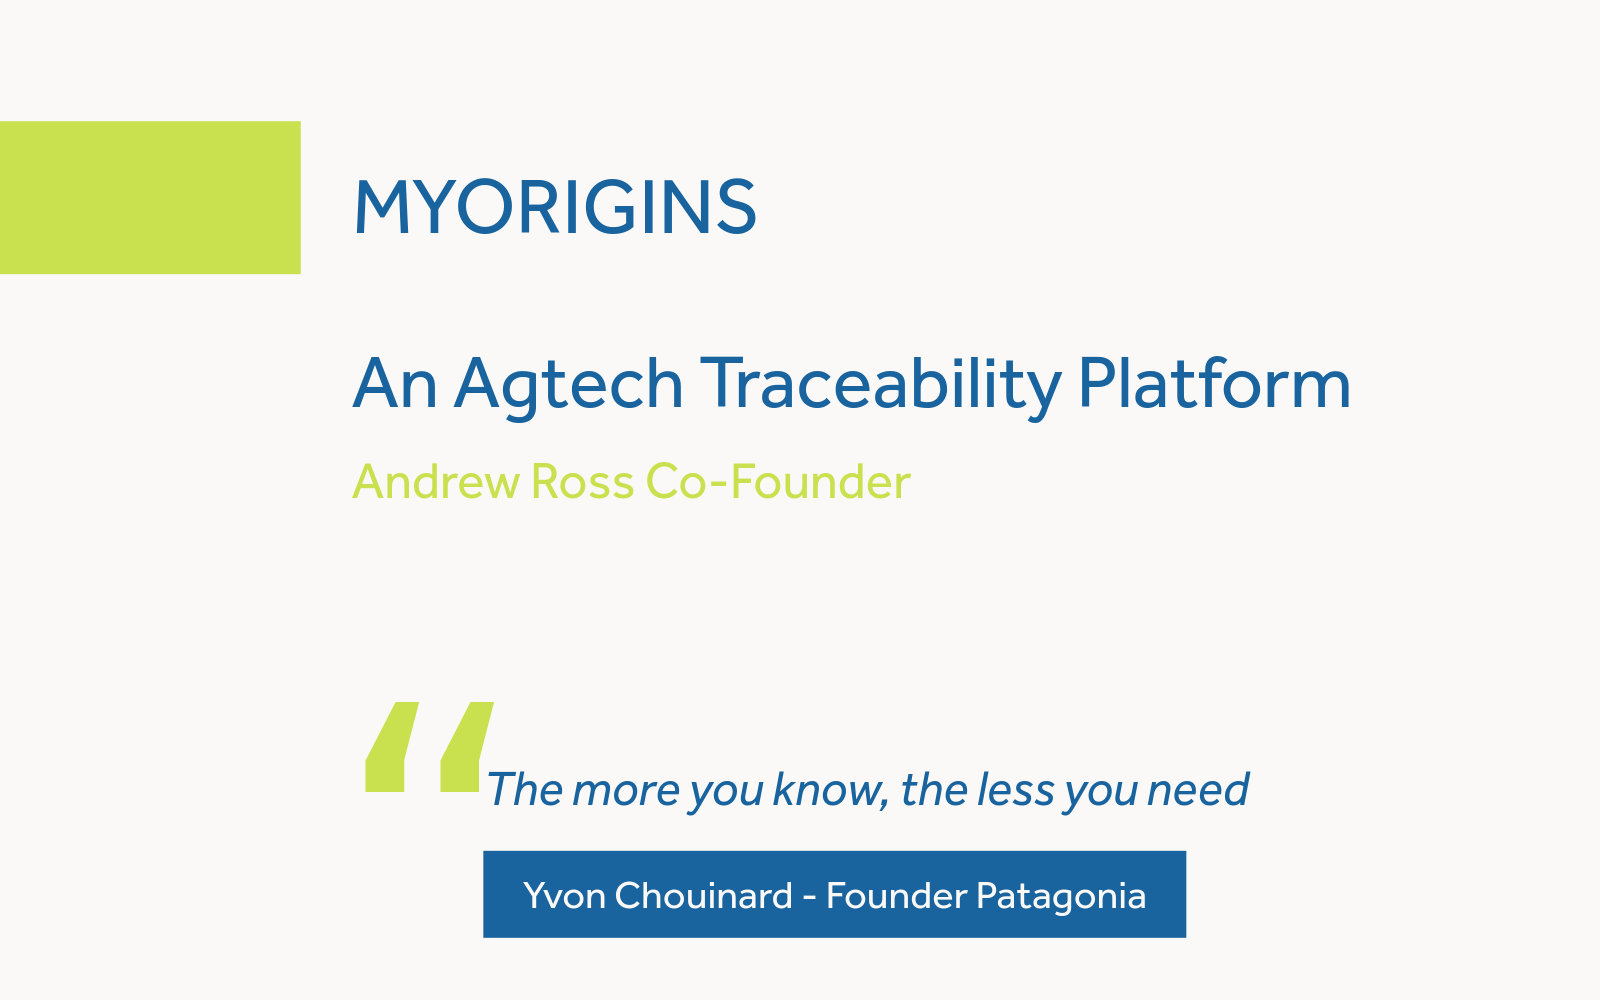 MYORIGINS
An Agtech Traceability Platform
Andrew Ross Co-Founder
“The more you know, the less you need
Yvon Chouinard - Founder Patagonia